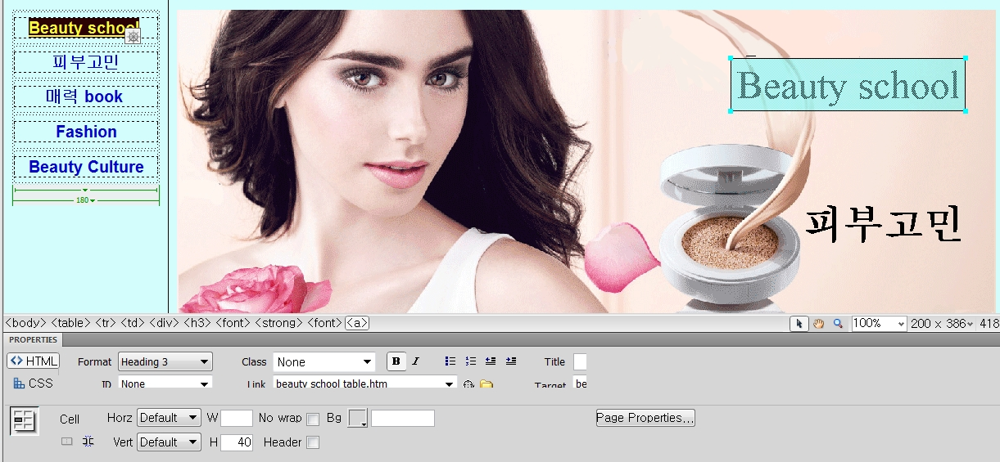 Beauty school
피부고민
매력 book
Fashion
Beauty Culture
180
Beauty school
피부고민
<body> <table> <tr> <td> <div> <h3> <font> <strong> <font> <a>
100% 200 x 386 418
PROPERTIES
<> HTML Format Heading 3 Class None B I Title
CSS ID None Link beauty school table.htm Target be
Cell Horz Default W No wrap Bg Page Properties...
Vert Default H 40 Header